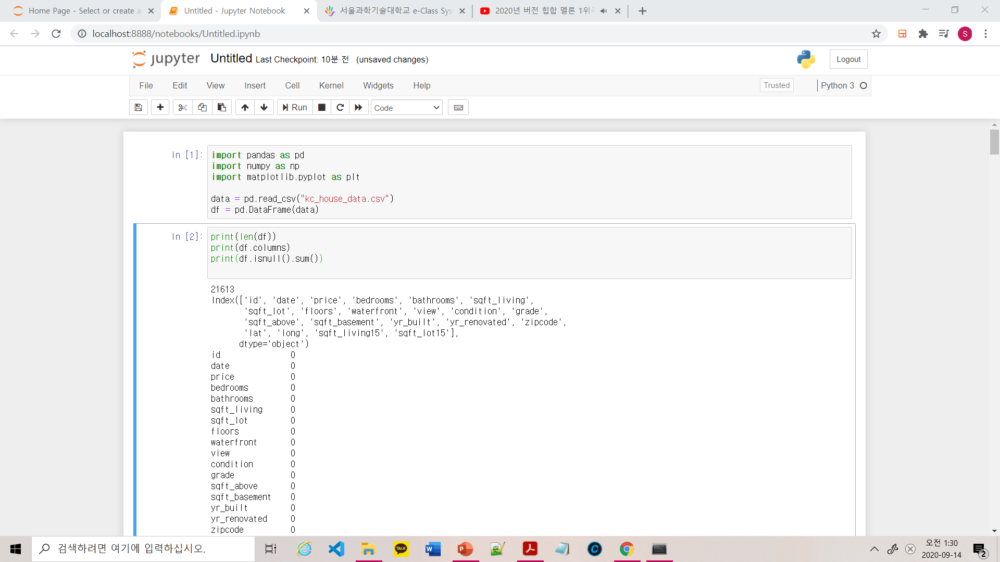 Home Page - Select or create a
Untitled - Jupyter Notebook
서울과학기술대학교 e-Class Sys
2020년 버전 힙합 멜론 1위
localhost:8888/notebooks/Untitled.ipynb
S
jupyter Untitled Last Checkpoint: 10분 전 (unsaved changes)
Logout
File Edit View Insert Cell Kernel Widgets Help
Trusted
Python 3
Run
Code
In [1]:
import pandas as pd
import numpy as np
import matplotlib.pyplot as plt
data = pd.read_csv("kc_house_data.csv")
df = pd.DataFrame(data)
In [2]:
print(len(df))
print(df.columns)
print(df.isnull().sum())
21613
Index(['id', 'date', 'price', 'bedrooms', 'bathrooms', 'sqft_living',
'sqft_lot', 'floors', 'waterfront', 'view', 'condition', 'grade',
'sqft_above', 'sqft_basement', 'yr_built', 'yr_renovated', 'zipcode',
'lat', 'long', 'sqft_living15', 'sqft_lot15'],
dtype='object')
id 0
date 0
price 0
bedrooms 0
bathrooms 0
sqft_living 0
sqft_lot 0
floors 0
waterfront 0
view 0
condition 0
grade 0
sqft_above 0
sqft_basement 0
yr_built 0
yr_renovated 0
zipcode 0
검색하려면 여기에 입력하십시오.
TALK
오전 1:30
2020-09-14
2